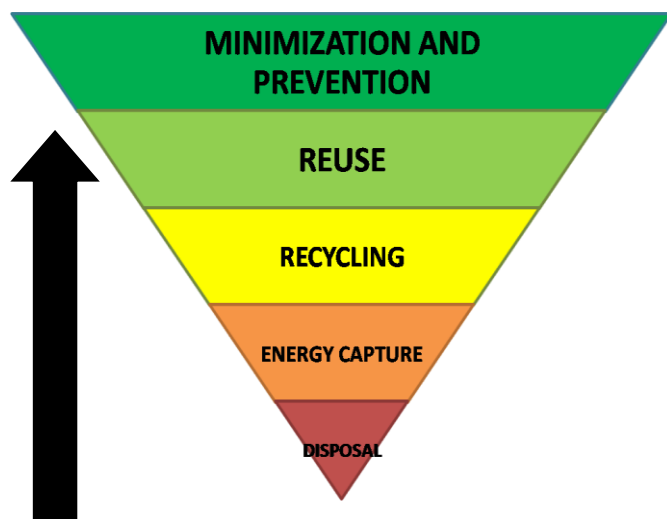 MINIMIZATION AND
PREVENTION
REUSE
RECYCLING
ENERGY CAPTURE
DISPOSAL